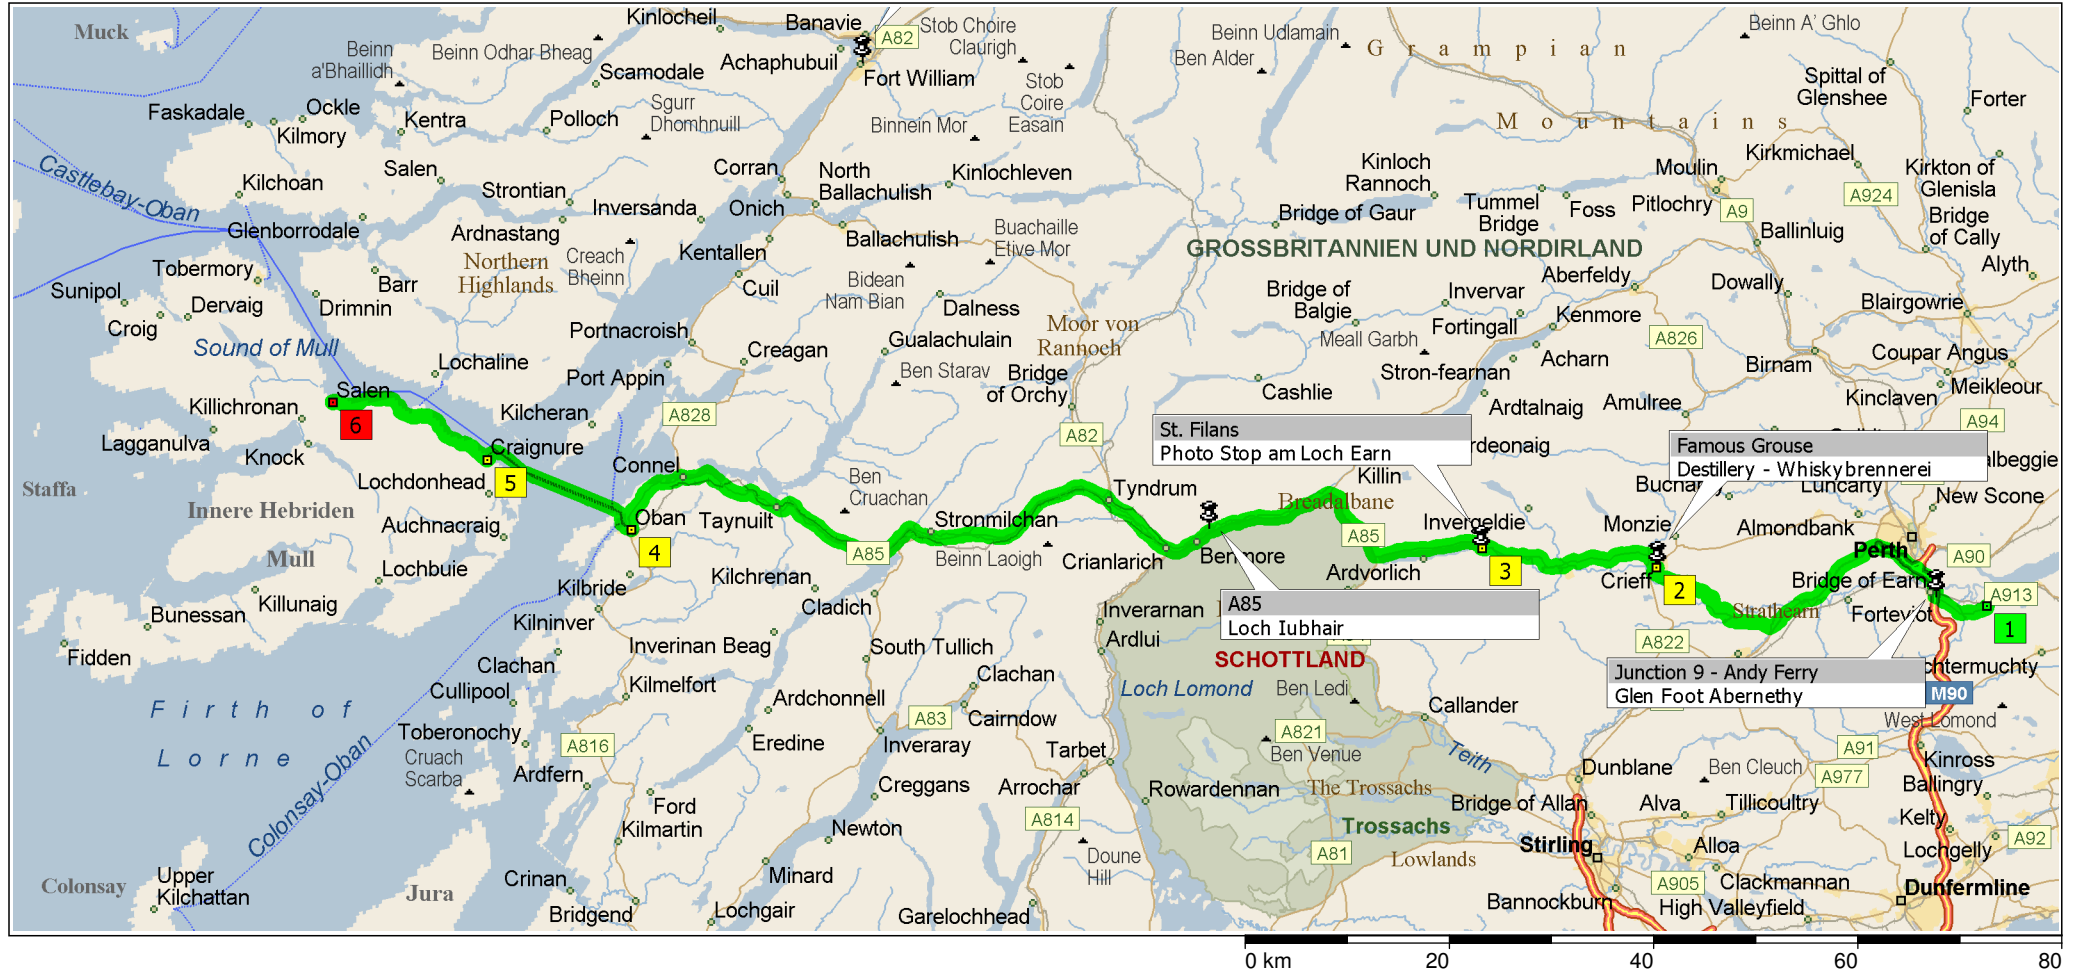 Muck
Kinlocheil
Banavie
A82
Stob Choire
Claurigh
Beinn Udlamain
Grampian
Beinn A' Ghlo
Beinn
a'Bhaillidh
Beinn Odhar Bheag
Scamodale
Achaphubuil
Fort William
Stob
Coire
Easain
Ben Alder
Spittal of
Glenshee
Forter
Faskadale
Ockle
Kilmory
Kentra
Polloch
Sgurr
Dhomhnuill
Binnein Mor
Mountains
Castlebay-Oban
Kilchoan
Salen
Strontian
Corran
North
Ballachulish
Kinlochleven
Kinloch
Rannoch
Moulin
Kirkmichael
Kirkton of
Glenisla
A924
Inversanda
Onich
Bridge of Gaur
Tummel
Bridge
Foss
Pitlochry
A9
Bridge
of Cally
Glenborrodale
Ardnastang
Northern
Highlands
Creach
Bheinn
Kentallen
Ballachulish
Buachaille
Etive Mor
GROSSBRITANNIEN UND NORDIRLAND
Ballinluig
Alyth
Tobermory
Sunipol
Dervaig
Croig
Barr
Drimnin
Cuil
Bidean
Nam Bian
Dalness
Bridge of
Balgie
Invervar
Aberfeldy
Dowally
Blairgowrie
Sound of Mull
Portnacroish
Creagan
Gualachulain
Moor von
Rannoch
Meall Garbh
Fortingall
Kenmore
A826
Lochaline
Port Appin
Ben Starav
Bridge
of Orchy
Cashlie
Stron-fearnan
Acharn
Birnam
Coupar Angus
Meikleour
Salen
6
Killichronan
Lagganulva
Knock
Kilcheran
A828
A82
Ardtalnaig
Amulree
Kinclaven
A94
St. Filans
Photo Stop am Loch Earn
rdeonaig
Famous Grouse
Destillery - Whiskybrennerei
albeggie
Craignure
5
Connel
Lochdonhead
Staffa
Innere Hebriden
Auchnacraig
Mull
Lochbuie
Oban
4
Taynuilt
Ben
Cruachan
A85
Stronmilchan
Beinn Laoigh
Tyndrum
Crianlarich
Benmore
Breadalbane
Killin
A85
Invergeldie
3
Ardvorlich
Monzie
Crieff
2
Luncarty
New Scone
Almondbank
Perth
A90
Bridge of Earn
A913
1
Strathearn
Forteviot
A822
A85
Loch Iubhair
Bunessan
Killunaig
Fidden
Kilbride
Kilninver
Kilchrenan
Cladich
Inverarnan
Ardlui
SCHOTTLAND
Junction 9 - Andy Ferry
Glen Foot Abernethy
chtermuchty
M90
West Lomond
Inverinan Beag
South Tullich
Clachan
Cullipool
Kilmelfort
Ardchonnell
Clachan
Cairndow
Loch Lomond
Ben Ledi
Callander
Firth of
Lorne
Toberonochy
Cruach
Scarba
A816
Eredine
A83
Inveraray
Tarbet
A821
Ben Venue
Teith
A91
Kinross
Colonsay-Oban
Ardfern
Ford
Kilmartin
Creggans
Arrochar
Rowardennan
The Trossachs
Dunblane
Ben Cleuch
A977
Ballingry
Newton
A814
Trossachs
Bridge of Allan
Alva
Tillicoultry
Kelty
A92
Colonsay
Upper
Kilchattan
Jura
Crinan
Minard
Doune
Hill
A81
Lowlands
Stirling
Alloa
Lochgelly
Bridgend
Lochgair
Garelochhead
Bannockburn
A905
Clackmannan
High Valleyfield
Dunfermline
0 km
20
40
60
80